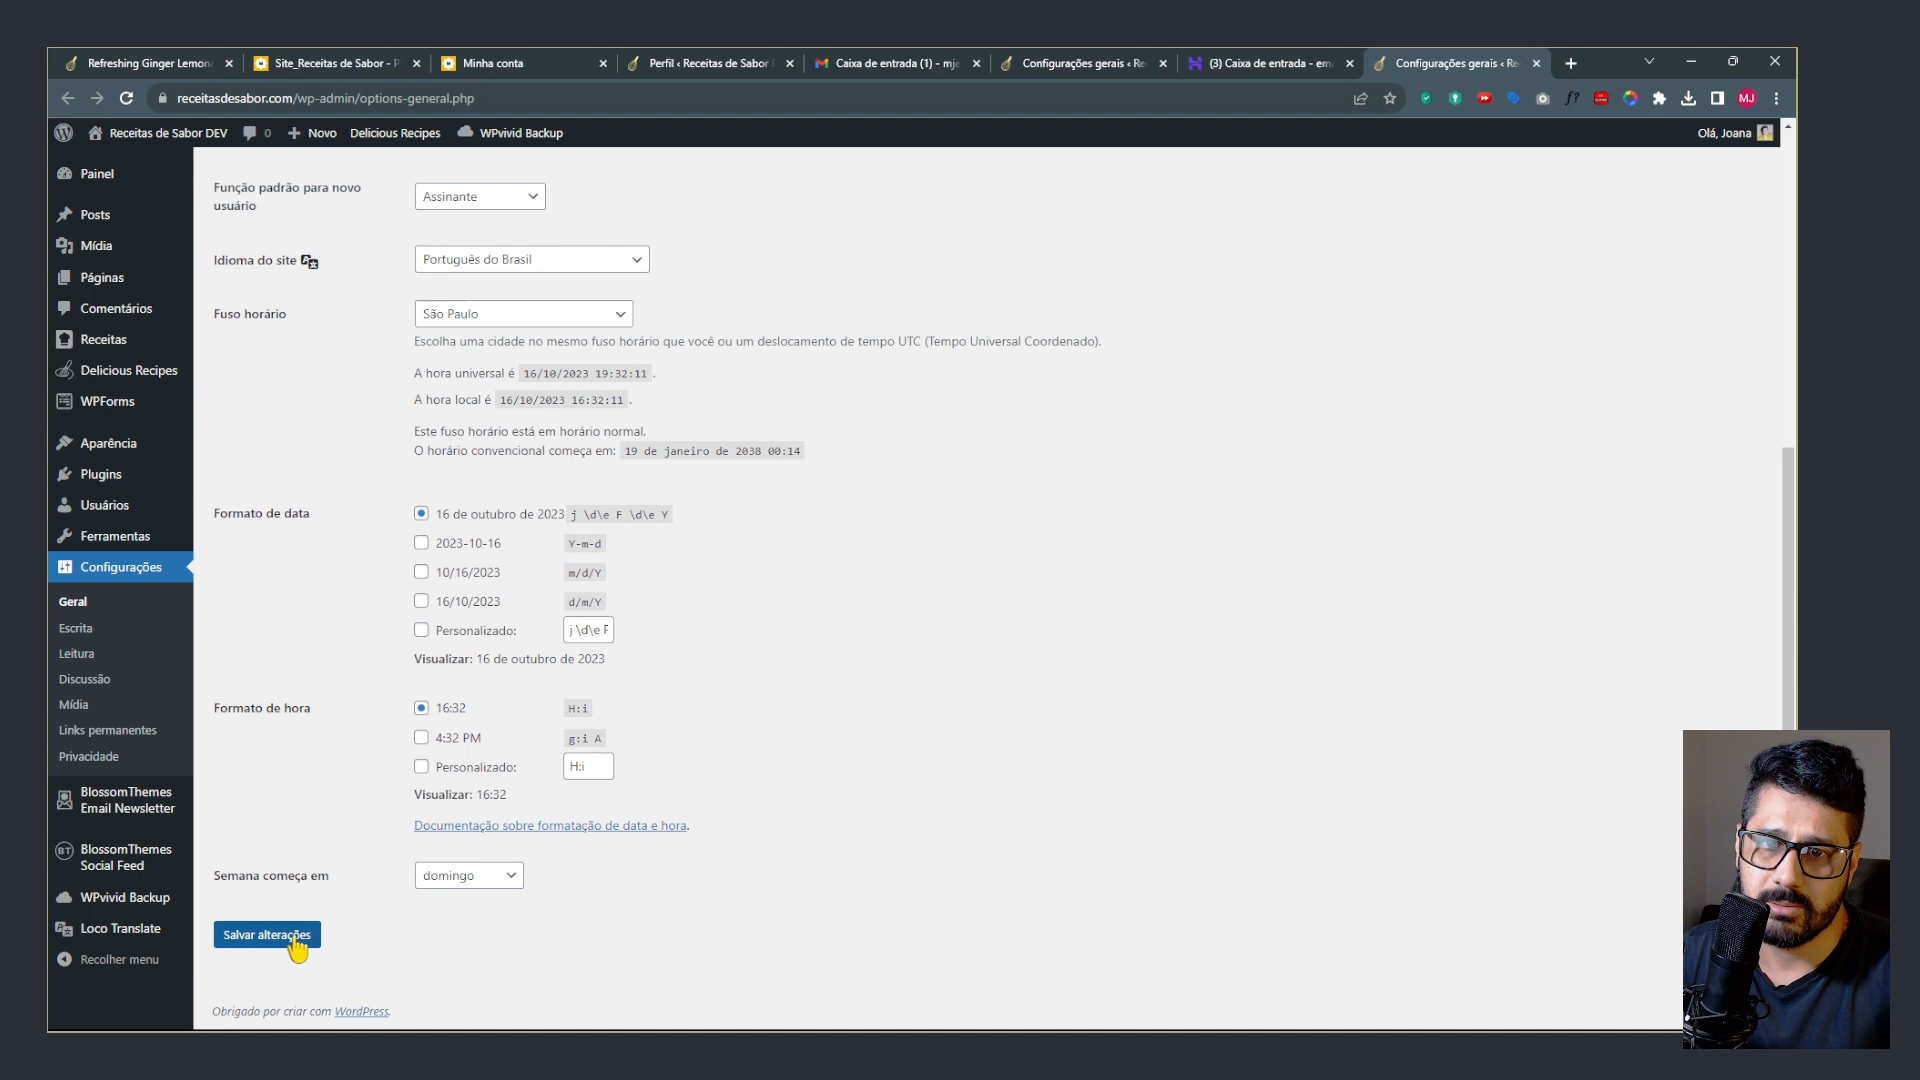 Refreshing Ginger Lemon
Site_Receitas de Sabor - P
Minha conta
Perfil ‹ Receitas de Sabor
Caixa de entrada (1) - mje
Configurações gerais ‹ Re
(3) Caixa de entrada - em
Configurações gerais ‹ Re
receitasdesabor.com/wp-admin/options-general.php
MJ
Receitas de Sabor DEV
0
Novo
Delicious Recipes
WPvivid Backup
Olá, Joana
Painel
Posts
Mídia
Páginas
Comentários
Receitas
Delicious Recipes
WPForms
Aparência
Plugins
Usuários
Ferramentas
Configurações
Geral
Escrita
Leitura
Discussão
Mídia
Links permanentes
Privacidade
BlossomThemes
Email Newsletter
BT
BlossomThemes
Social Feed
WPvivid Backup
Loco Translate
Recolher menu
Função padrão para novo
usuário
Assinante
Idioma do site
Português do Brasil
Fuso horário
São Paulo
Escolha uma cidade no mesmo fuso horário que você ou um deslocamento de tempo UTC (Tempo Universal Coordenado).
A hora universal é 16/10/2023 19:32:11 .
A hora local é 16/10/2023 16:32:11 .
Este fuso horário está em horário normal.
O horário convencional começa em: 19 de janeiro de 2038 00:14
Formato de data
16 de outubro de 2023 j \d\e F \d\e Y
2023-10-16 Y-m-d
10/16/2023 m/d/Y
16/10/2023 d/m/Y
Personalizado: j \d\e F
Visualizar: 16 de outubro de 2023
Formato de hora
16:32 H:i
4:32 PM g:i A
Personalizado: H:i
Visualizar: 16:32
Documentação sobre formatação de data e hora.
Semana começa em
domingo
Salvar alterações
Obrigado por criar com WordPress.